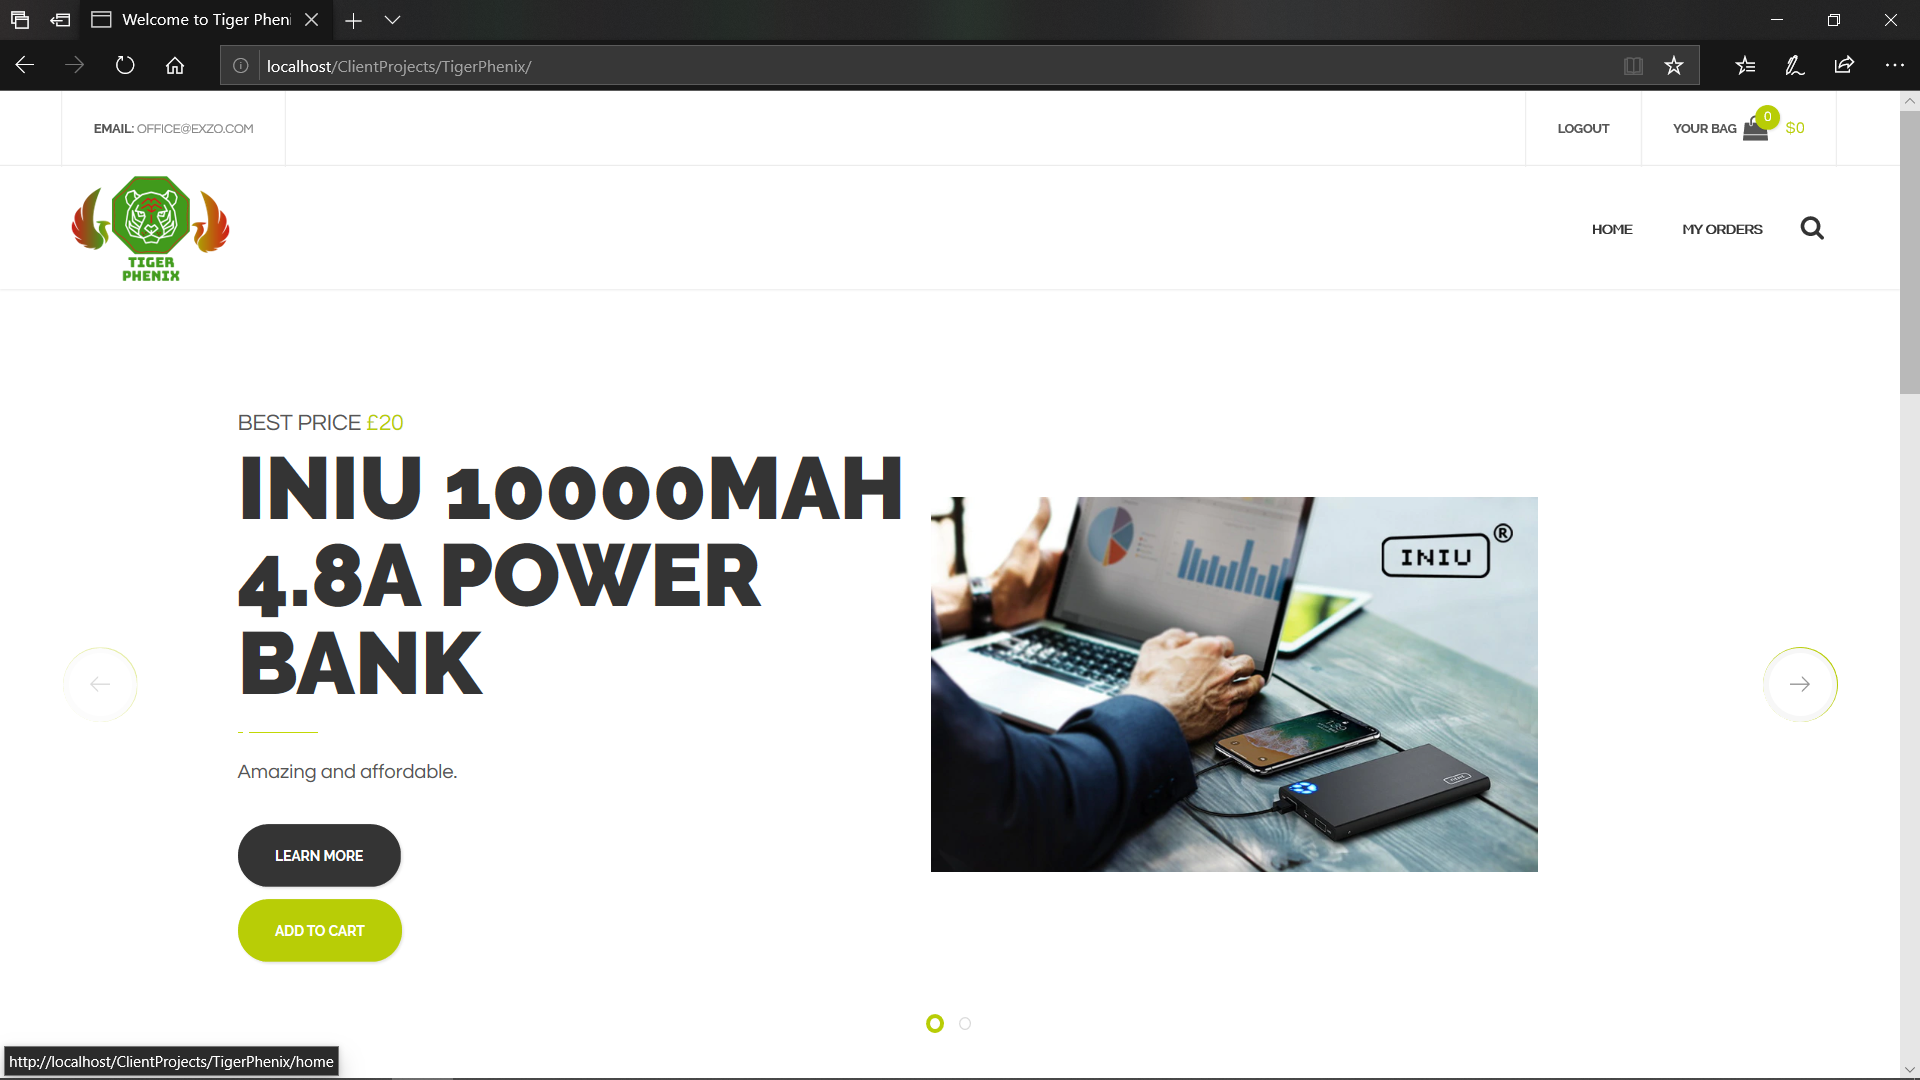 Welcome to Tiger Pheni
localhost/ClientProjects/TigerPhenix/
EMAIL: OFFICE@EXZO.COM
LOGOUT
YOUR BAG
0
$0
TIGER
PHENIX
HOME
MY ORDERS
BEST PRICE £20
INIU 10000MAH
4.8A POWER
BANK
INIU ®
Amazing and affordable.
LEARN MORE
ADD TO CART
http://localhost/ClientProjects/TigerPhenix/home